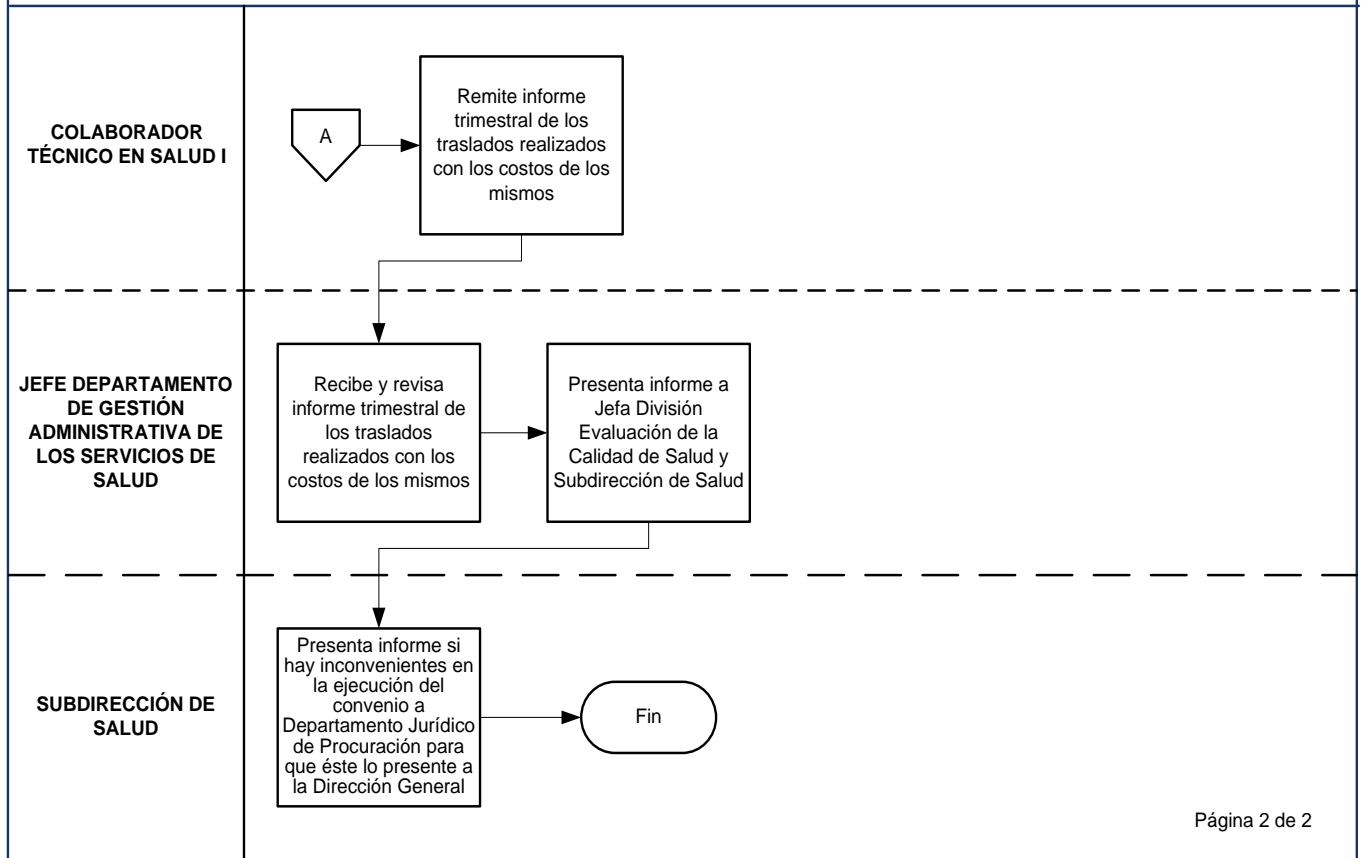 COLABORADOR
TÉCNICO EN SALUD I
A
Remite informe
trimestral de los
traslados realizados
con los costos de los
mismos
JEFE DEPARTAMENTO
DE GESTIÓN
ADMINISTRATIVA DE
LOS SERVICIOS DE
SALUD
Recibe y revisa
informe trimestral de
los traslados
realizados con los
costos de los mismos
Presenta informe a
Jefa División
Evaluación de la
Calidad de Salud y
Subdirección de Salud
SUBDIRECCIÓN DE
SALUD
Presenta informe si
hay inconvenientes en
la ejecución del
convenio a
Departamento Jurídico
de Procuración para
que éste lo presente a
la Dirección General
Fin
Página 2 de 2